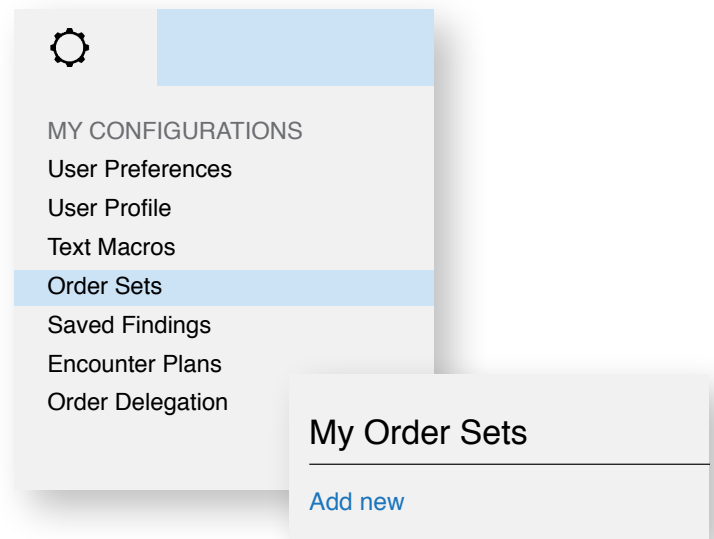 MY CONFIGURATIONS
User Preferences
User Profile
Text Macros
Order Sets
Saved Findings
Encounter Plans
Order Delegation
My Order Sets
Add new